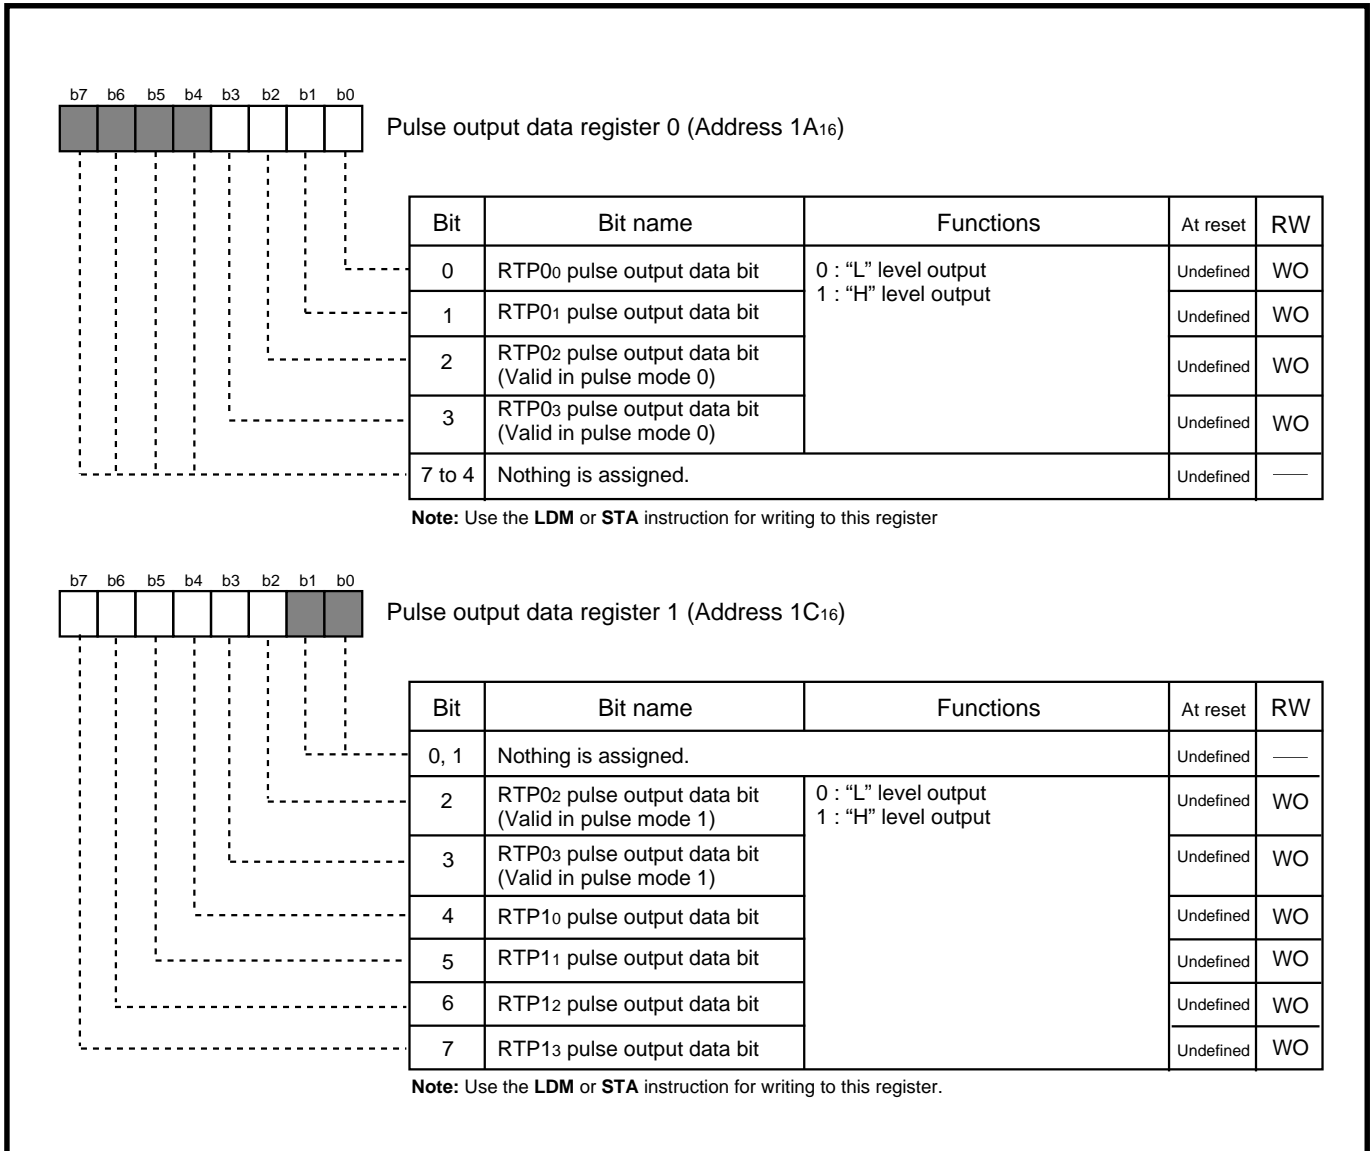 b7 b6 b5 b4 b3 b2 b1 b0
Pulse output data register 0 (Address 1A16)
Bit Bit name Functions At reset RW
0 RTP00 pulse output data bit 0 : “L” level output Undefined WO
1 : “H” level output
1 RTP01 pulse output data bit Undefined WO
2 RTP02 pulse output data bit Undefined WO
(Valid in pulse mode 0)
3 RTP03 pulse output data bit Undefined WO
(Valid in pulse mode 0)
7 to 4 Nothing is assigned. Undefined —
Note: Use the LDM or STA instruction for writing to this register
b7 b6 b5 b4 b3 b2 b1 b0
Pulse output data register 1 (Address 1C16)
Bit Bit name Functions At reset RW
0, 1 Nothing is assigned. Undefined —
2 RTP02 pulse output data bit 0 : “L” level output Undefined WO
(Valid in pulse mode 1) 1 : “H” level output
3 RTP03 pulse output data bit Undefined WO
(Valid in pulse mode 1)
4 RTP10 pulse output data bit Undefined WO
5 RTP11 pulse output data bit Undefined WO
6 RTP12 pulse output data bit Undefined WO
7 RTP13 pulse output data bit Undefined WO
Note: Use the LDM or STA instruction for writing to this register.